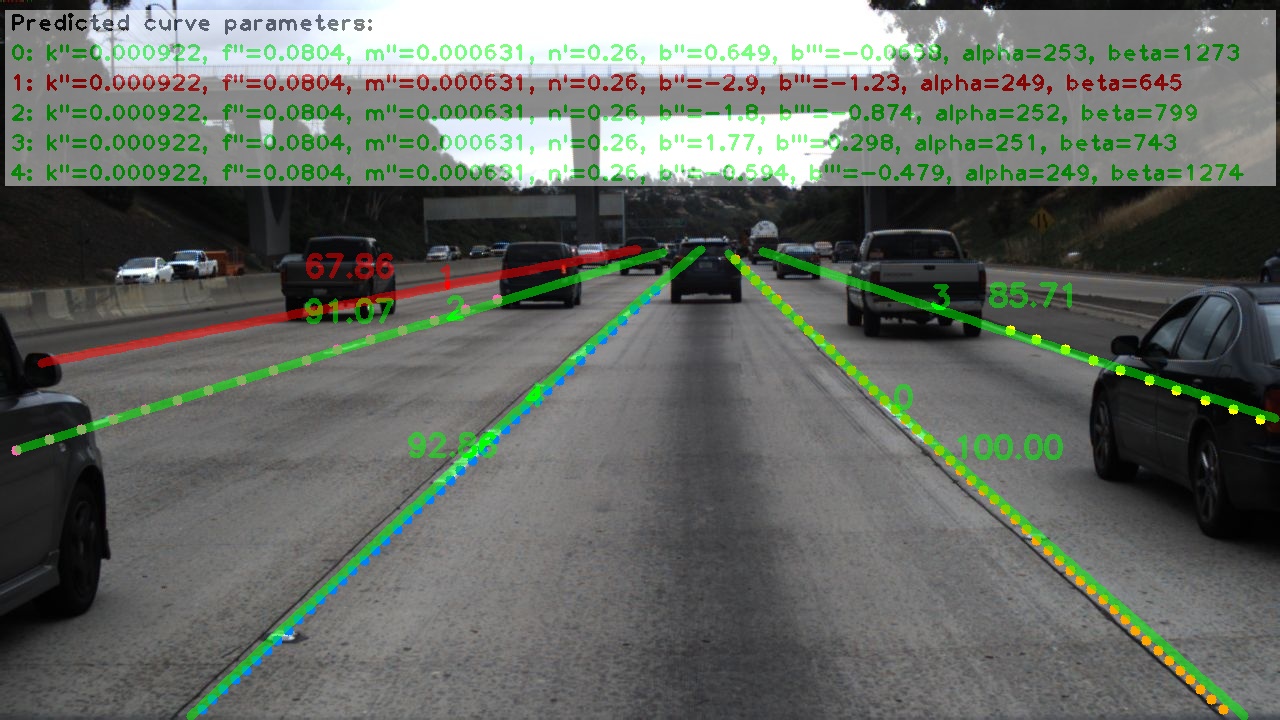 Predicted curve parameters:
0: k''=0.000922, f''=0.0804, m''=0.000631, n'=0.26, b''=0.649, b'''=-0.0658, alpha=253, beta=1273
1: k''=0.000922, f''=0.0804, m''=0.000631, n'=0.26, b''=-2.9, b'''=-1.23, alpha=249, beta=645
2: k''=0.000922, f''=0.0804, m''=0.000631, n'=0.26, b''=-1.8, b'''=-0.874, alpha=252, beta=799
3: k''=0.000922, f''=0.0804, m''=0.000631, n'=0.26, b''=1.77, b'''=0.298, alpha=251, beta=743
4: k''=0.000922, f''=0.0804, m''=0.000631, n'=0.26, b''=-0.594, b'''=-0.479, alpha=249, beta=1274
67.86 1
91.07 2
3 85.71
0
92.86
100.00